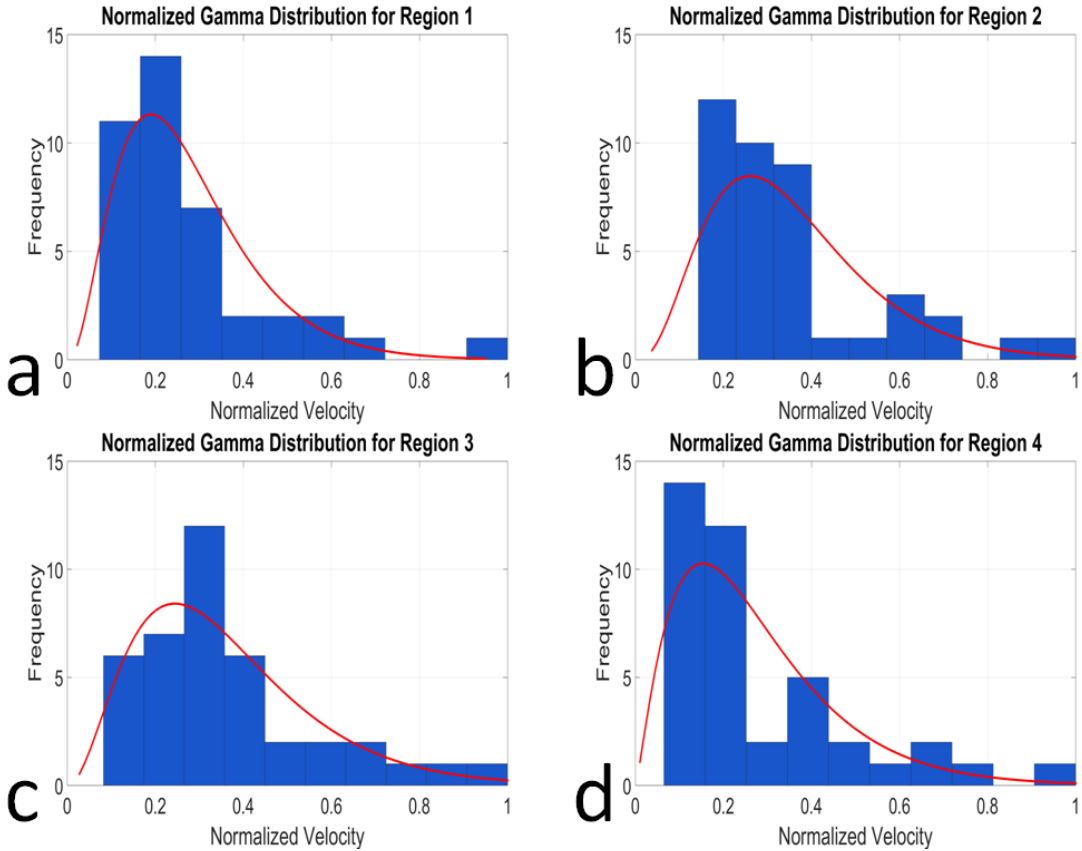 Normalized Gamma Distribution for Region 1
15
10
5
0
Frequency
0 0.2 0.4 0.6 0.8 1
Normalized Velocity
a
Normalized Gamma Distribution for Region 2
15
10
5
0
Frequency
0 0.2 0.4 0.6 0.8 1
Normalized Velocity
b
Normalized Gamma Distribution for Region 3
15
10
5
0
Frequency
0 0.2 0.4 0.6 0.8 1
Normalized Velocity
c
Normalized Gamma Distribution for Region 4
15
10
5
0
Frequency
0 0.2 0.4 0.6 0.8 1
Normalized Velocity
d